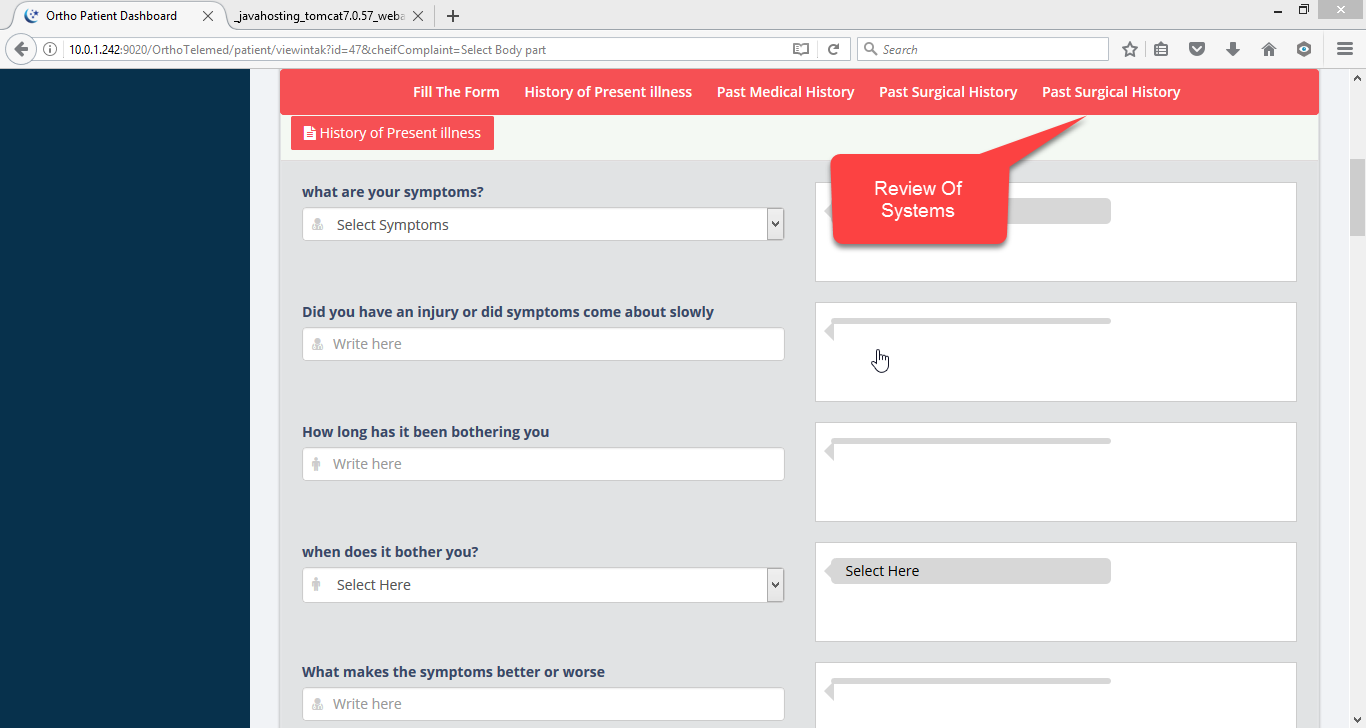 Ortho Patient Dashboard
_javahosting_tomcat7.0.57_weba
10.0.1.242:9020/OrthoTelemed/patient/viewintak?id=47&cheifComplaint=Select Body part
Search
Fill The Form
History of Present illness
Past Medical History
Past Surgical History
Past Surgical History
History of Present illness
Review Of
Systems
what are your symptoms?
Select Symptoms
Did you have an injury or did symptoms come about slowly
Write here
How long has it been bothering you
Write here
when does it bother you?
Select Here
Select Here
What makes the symptoms better or worse
Write here